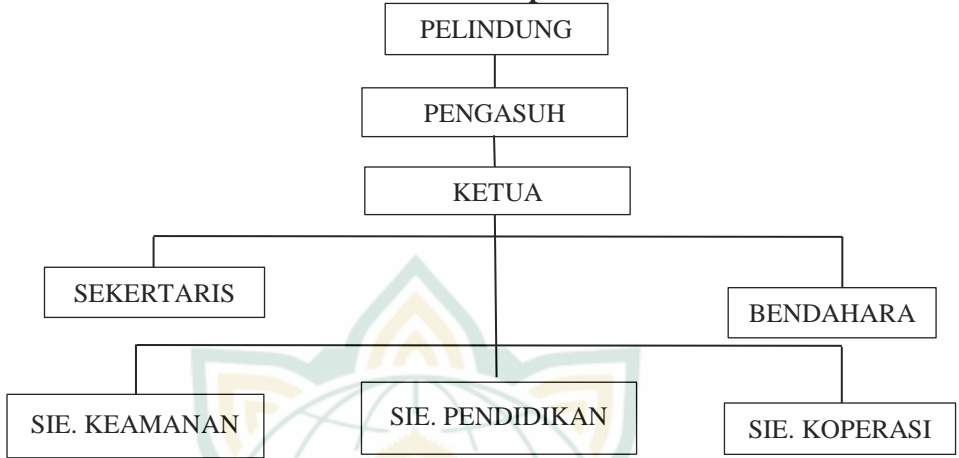 PELINDUNG
PENGASUH
KETUA
SEKERTARIS
BENDAHARA
SIE. KEAMANAN
SIE. PENDIDIKAN
SIE. KOPERASI